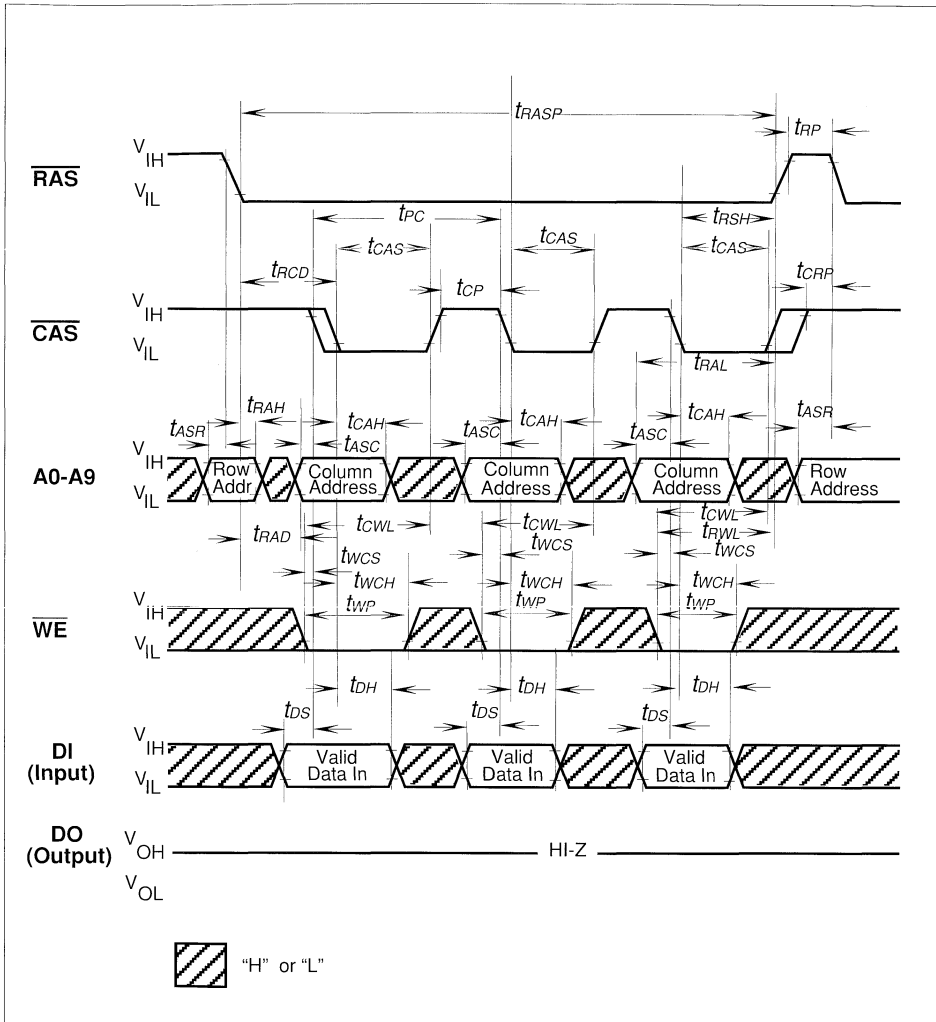 tRASP
tRP
VIH
RAS
VIL
tPC
tRSH
tCAS
tCAS
tCAS
tRCD
tCP
tCRP
VIH
CAS
VIL
tRAL
tRAH
tCAH
tCAH
tCAH
tASR
tASR
tASC
tASC
tASC
VIH
A0-A9
VIL
Row Addr
Column Address
Column Address
Column Address
Row Address
tCWL
tCWL
tCWL
tRWL
tRAD
tWCS
tWCS
tWCS
tWCH
tWCH
tWCH
tWP
tWP
tWP
VIH
WE
VIL
tDH
tDH
tDH
tDS
tDS
tDS
VIH
DI
(Input)
VIL
Valid Data In
Valid Data In
Valid Data In
DO
(Output)
VOH
HI-Z
VOL
"H" or "L"